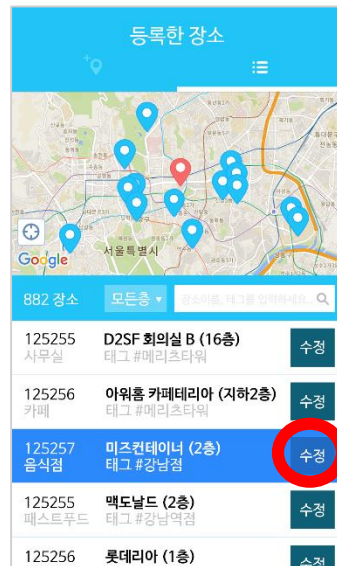 등록한 장소
Google
서울특별시
882 장소 모든층 ▾ 장소이름, 태그를 입력하세요..
125255 D2SF 회의실 B (16층) 수정
사무실 태그 #메리츠타워
125256 아워홈 카페테리아 (지하2층) 수정
카페 태그 #메리츠타워
125257 미즈컨테이너 (2층) 수정
음식점 태그 #강남점
125255 맥도날드 (2층) 수정
패스트푸드 태그 #강남역점
125256 롯데리아 (1층) 수정